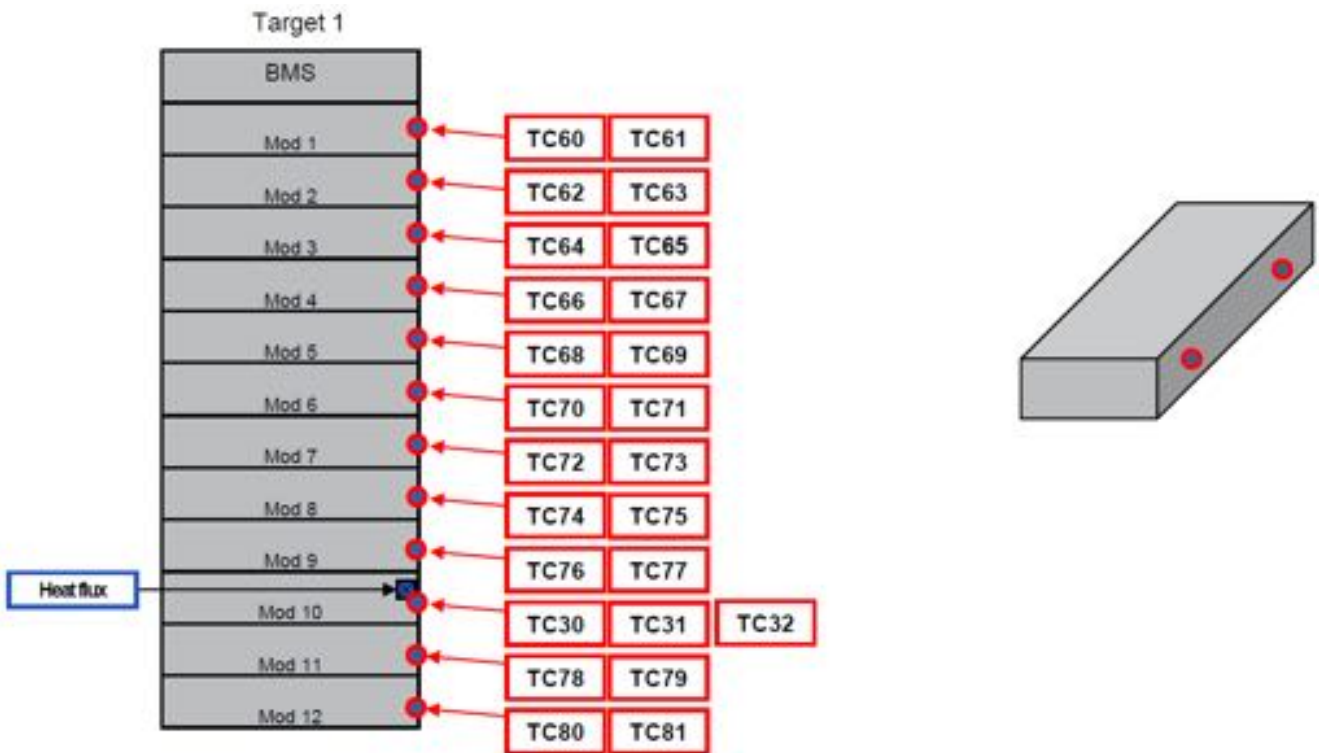 Target 1
BMS
Mod 1
TC60 TC61
Mod 2
TC62 TC63
Mod 3
TC64 TC65
Mod 4
TC66 TC67
Mod 5
TC68 TC69
Mod 6
TC70 TC71
Mod 7
TC72 TC73
Mod 8
TC74 TC75
Mod 9
TC76 TC77
Heat flux
Mod 10
TC30 TC31 TC32
Mod 11
TC78 TC79
Mod 12
TC80 TC81